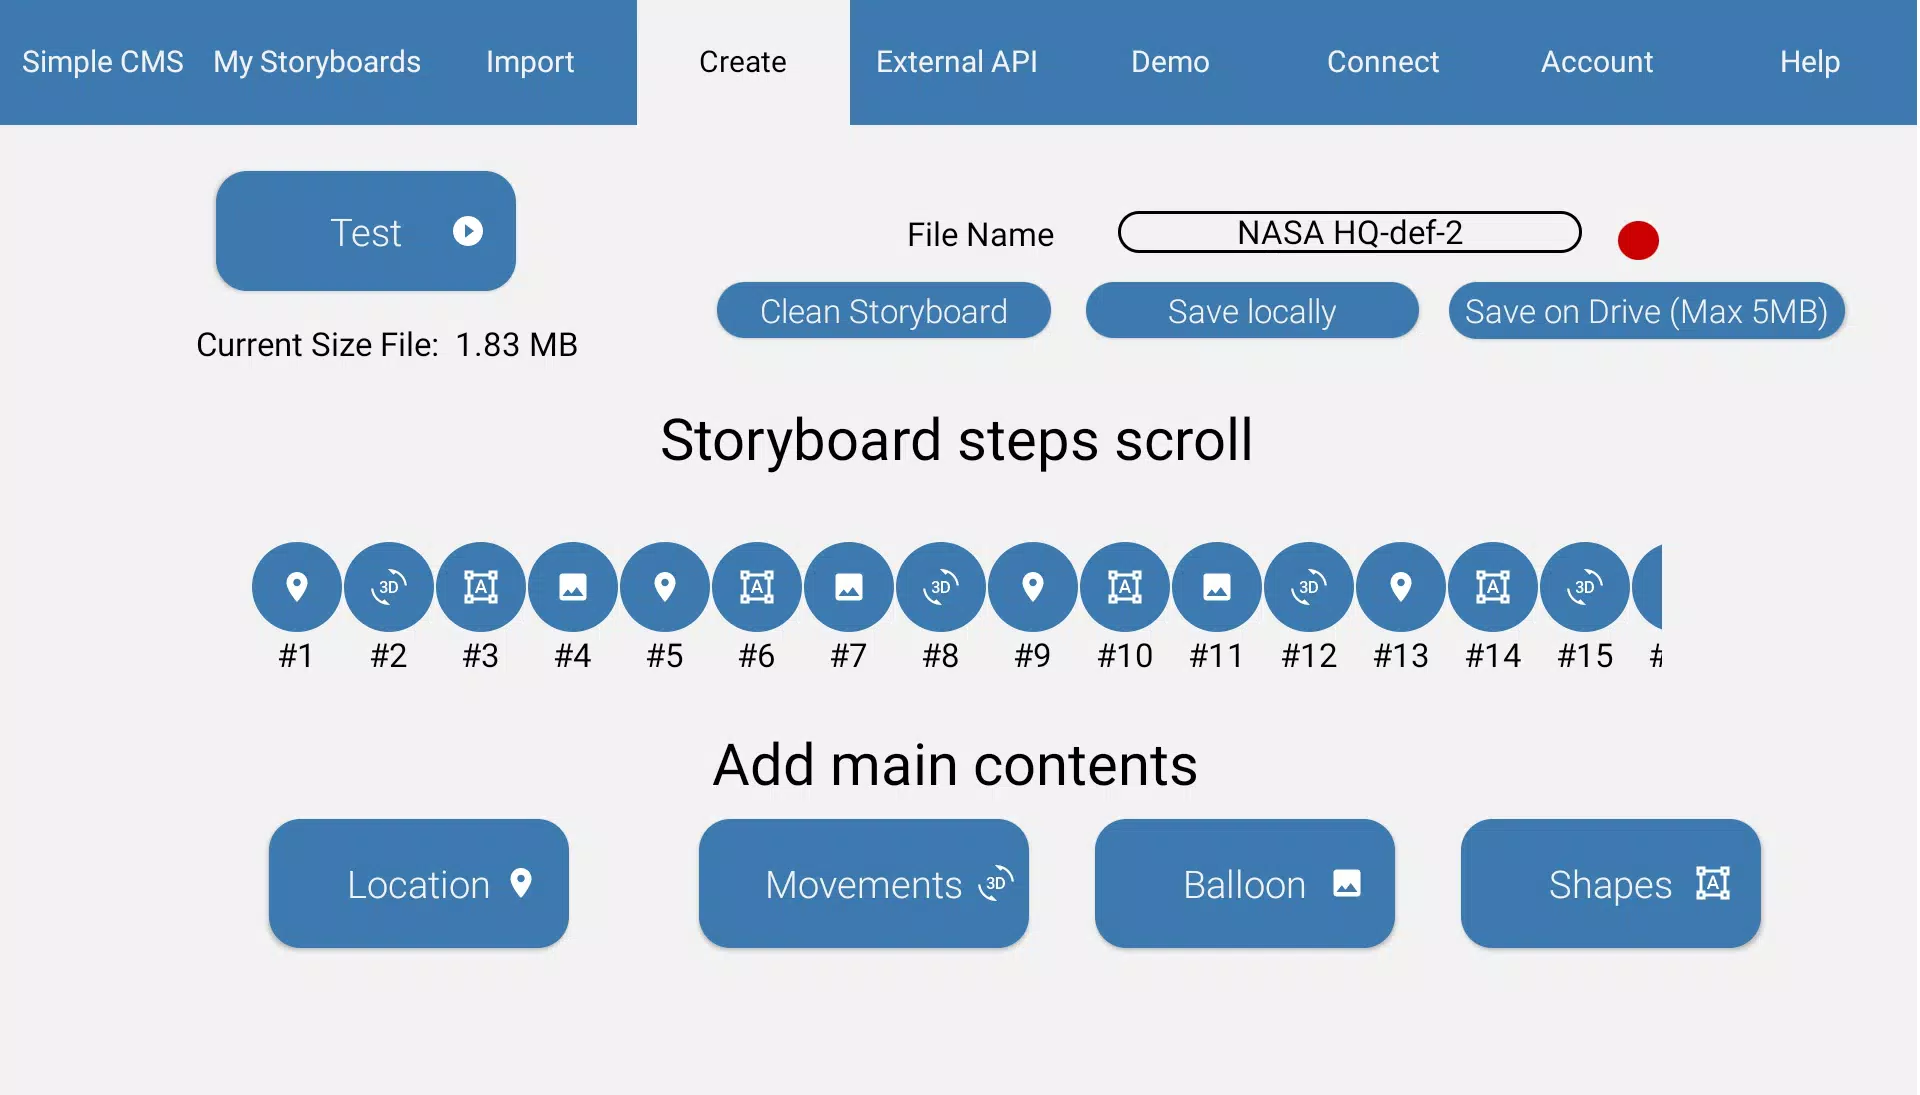 Simple CMS My Storyboards Import Create External API Demo Connect Account Help
Test
File Name NASA HQ-def-2
Clean Storyboard Save locally Save on Drive (Max 5MB)
Current Size File: 1.83 MB
Storyboard steps scroll
3D A A 3D A 3D A 3D
#1 #2 #3 #4 #5 #6 #7 #8 #9 #10 #11 #12 #13 #14 #15 #
Add main contents
Location Movements 3D Balloon Shapes A